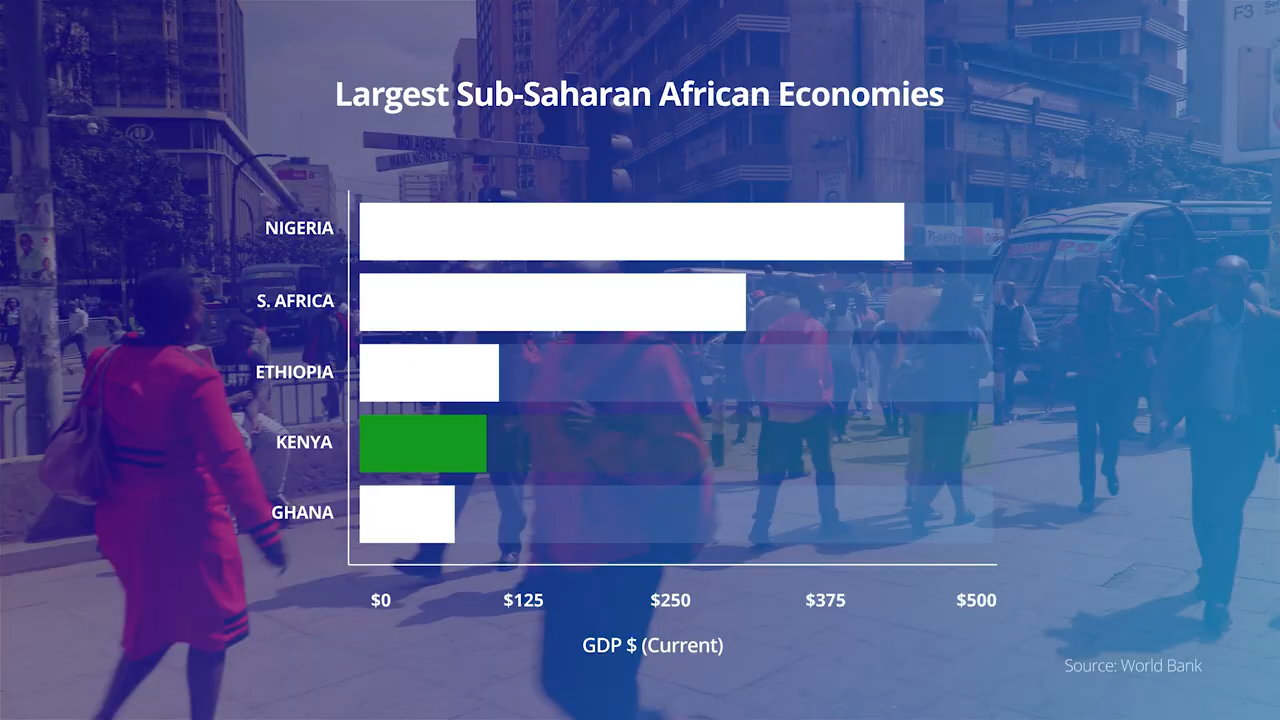 Largest Sub-Saharan African Economies
F3
MOI AVENUE
MOI AVENUE
NIGERIA
S. AFRICA
ETHIOPIA
KENYA
GHANA
$0 $125 $250 $375 $500
GDP $ (Current)
Source: World Bank